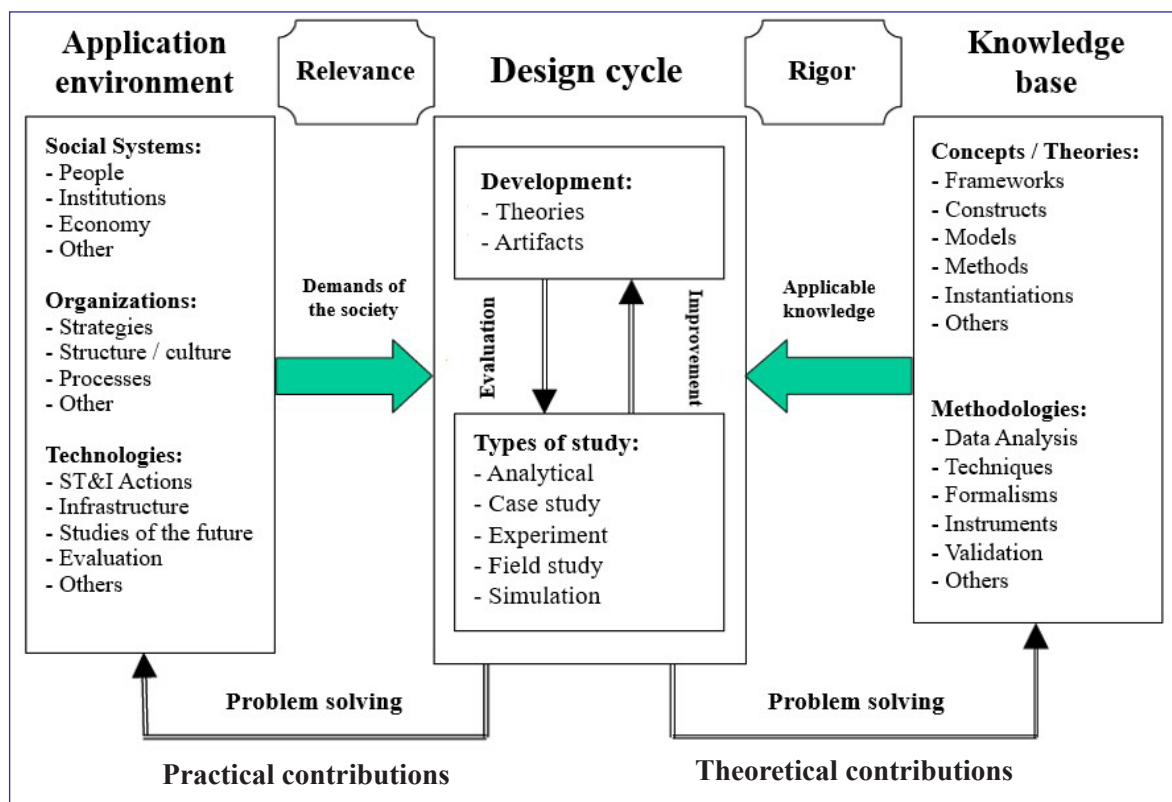 Application
environment
Relevance
Design cycle
Rigor
Knowledge
base
Social Systems:
- People
- Institutions
- Economy
- Other
Organizations:
- Strategies
- Structure / culture
- Processes
- Other
Technologies:
- ST&I Actions
- Infrastructure
- Studies of the future
- Evaluation
- Others
Demands of
the society
Development:
- Theories
- Artifacts
Evaluation
Improvement
Types of study:
- Analytical
- Case study
- Experiment
- Field study
- Simulation
Applicable
knowledge
Concepts / Theories:
- Frameworks
- Constructs
- Models
- Methods
- Instantiations
- Others
Methodologies:
- Data Analysis
- Techniques
- Formalisms
- Instruments
- Validation
- Others
Problem solving
Problem solving
Practical contributions
Theoretical contributions